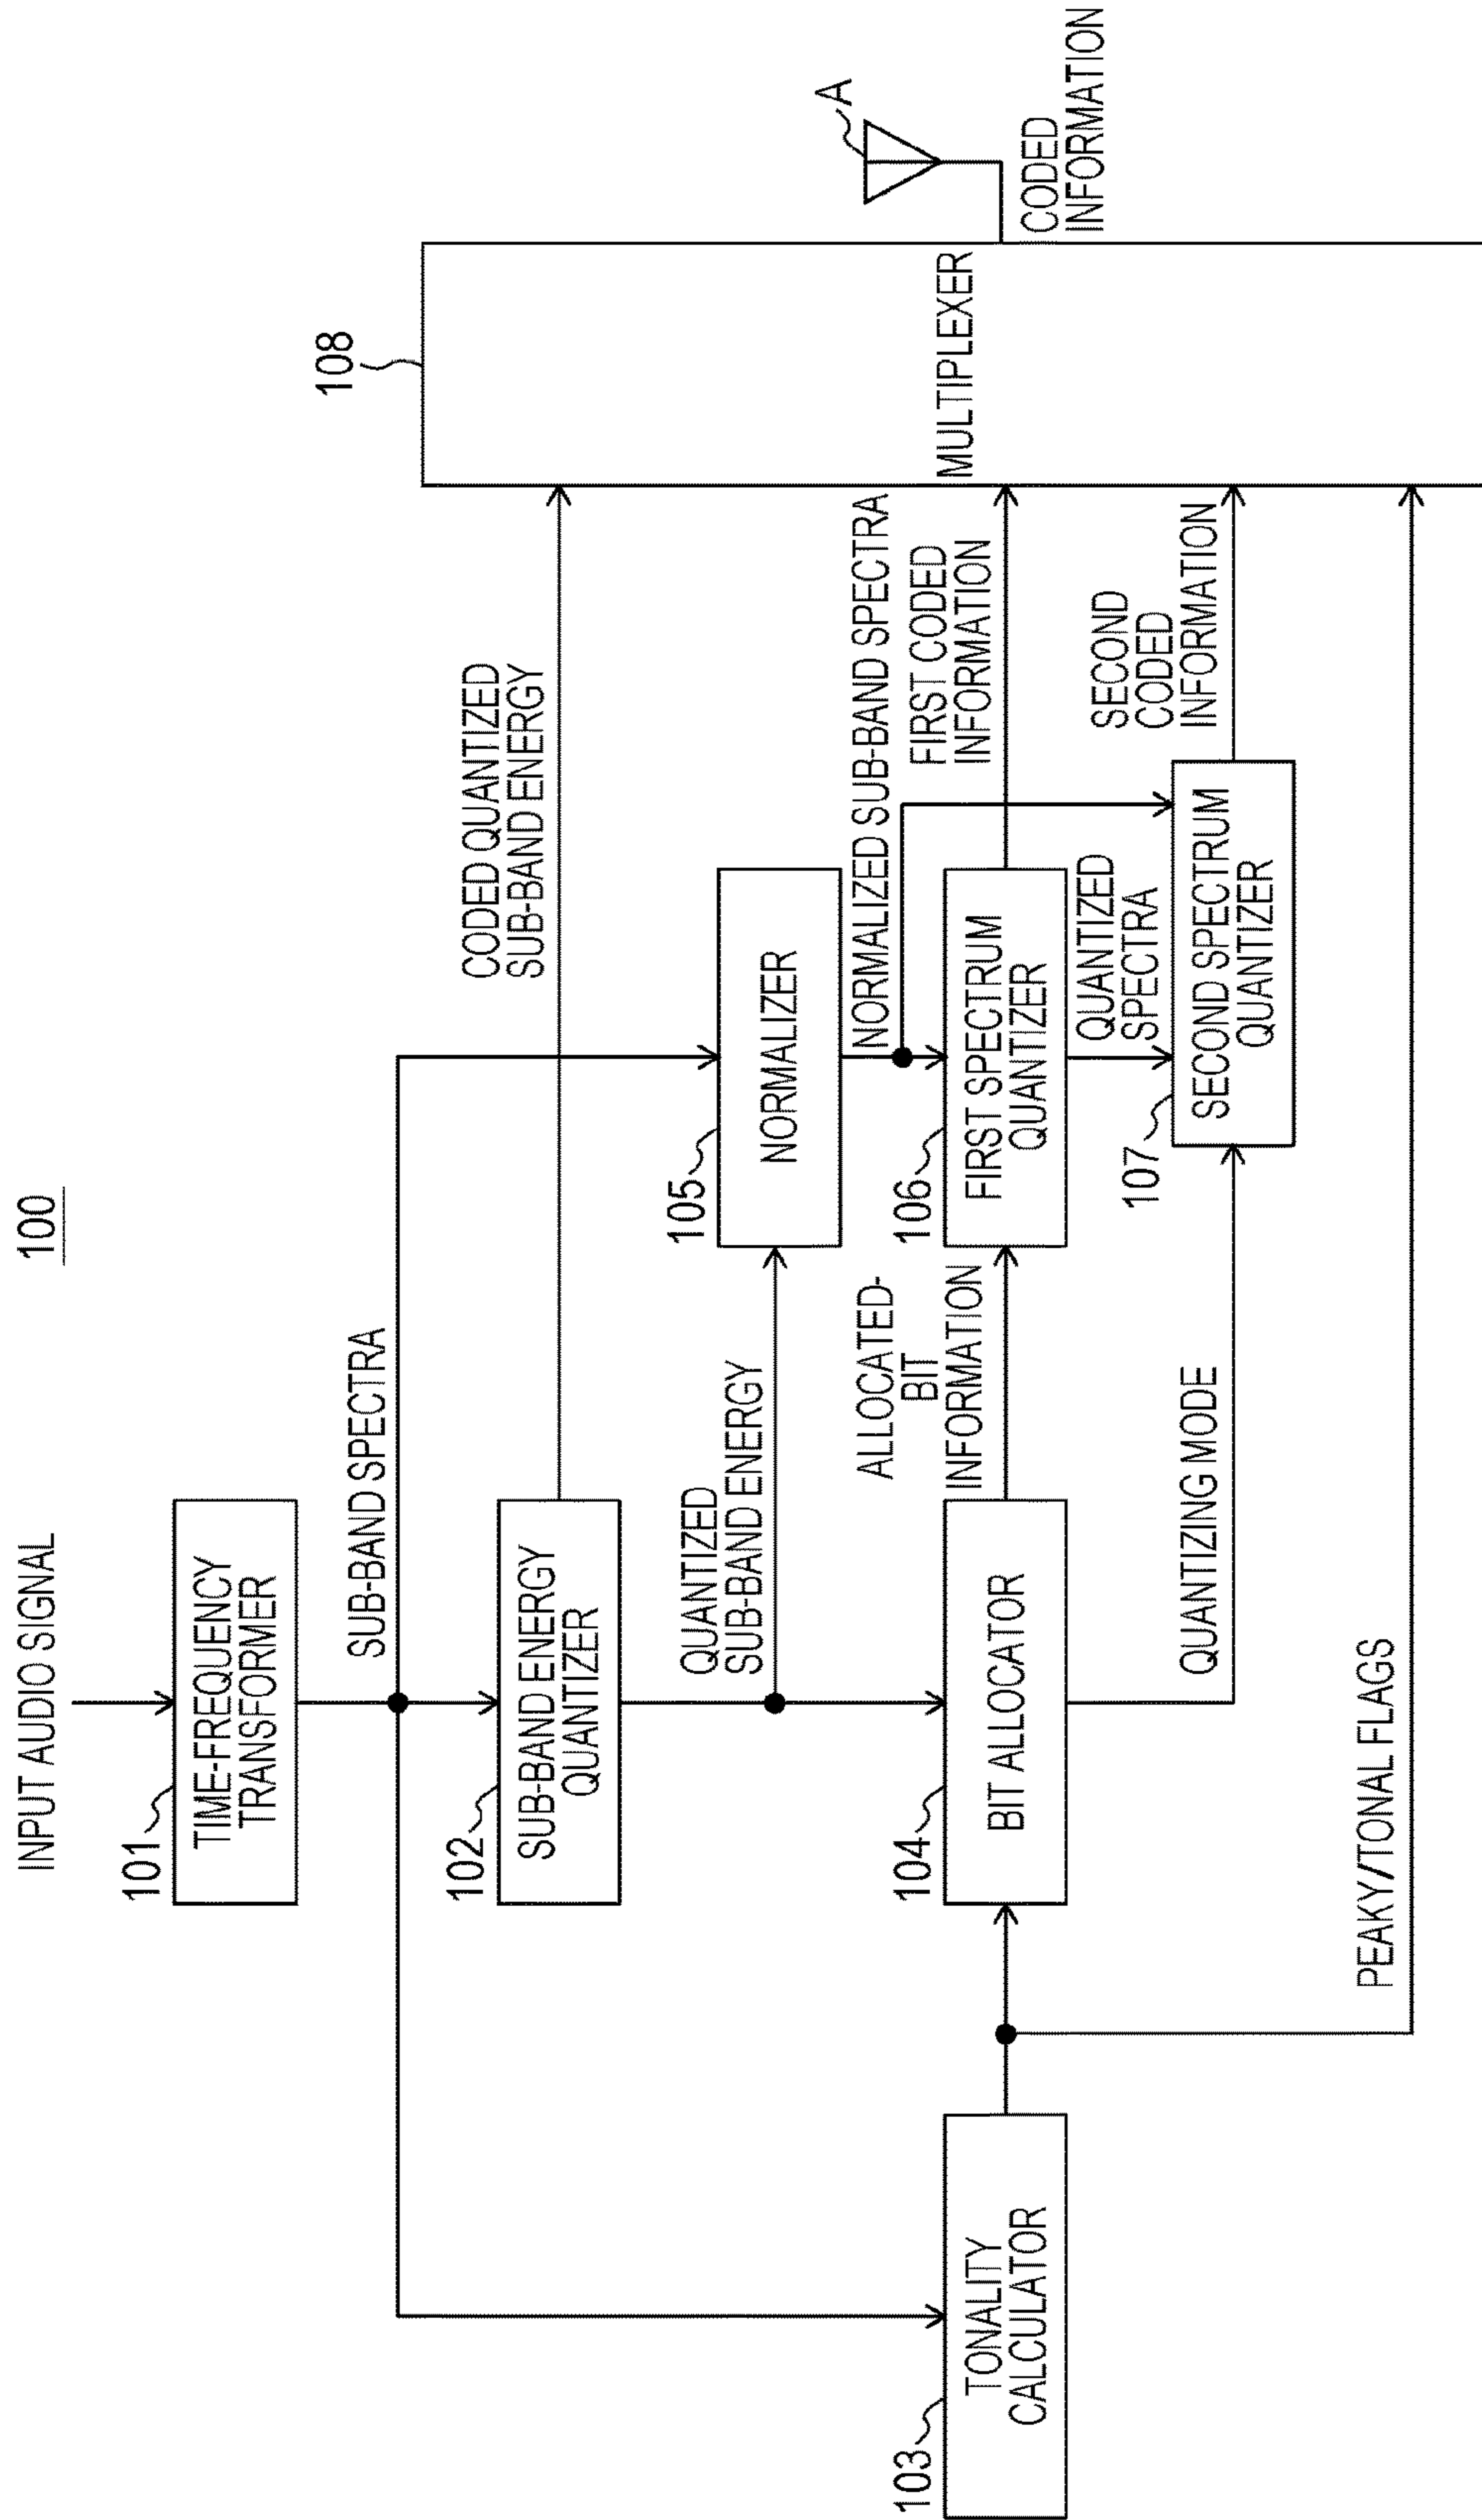 100
INPUT AUDIO SIGNAL
101
TIME-FREQUENCY
TRANSFORMER
SUB-BAND SPECTRA
108
102
SUB-BAND ENERGY
QUANTIZER
CODED QUANTIZED
SUB-BAND ENERGY
QUANTIZED
SUB-BAND ENERGY
105
NORMALIZER
NORMALIZED SUB-BAND SPECTRA
A
103
TONALITY
CALCULATOR
104
BIT ALLOCATOR
ALLOCATED-
BIT
INFORMATION
106
FIRST SPECTRUM
QUANTIZER
FIRST CODED
INFORMATION
MULTIPLEXER
CODED
INFORMATION
QUANTIZED
SPECTRA
QUANTIZING MODE
107
SECOND SPECTRUM
QUANTIZER
SECOND
CODED
INFORMATION
PEAKY/TONAL FLAGS